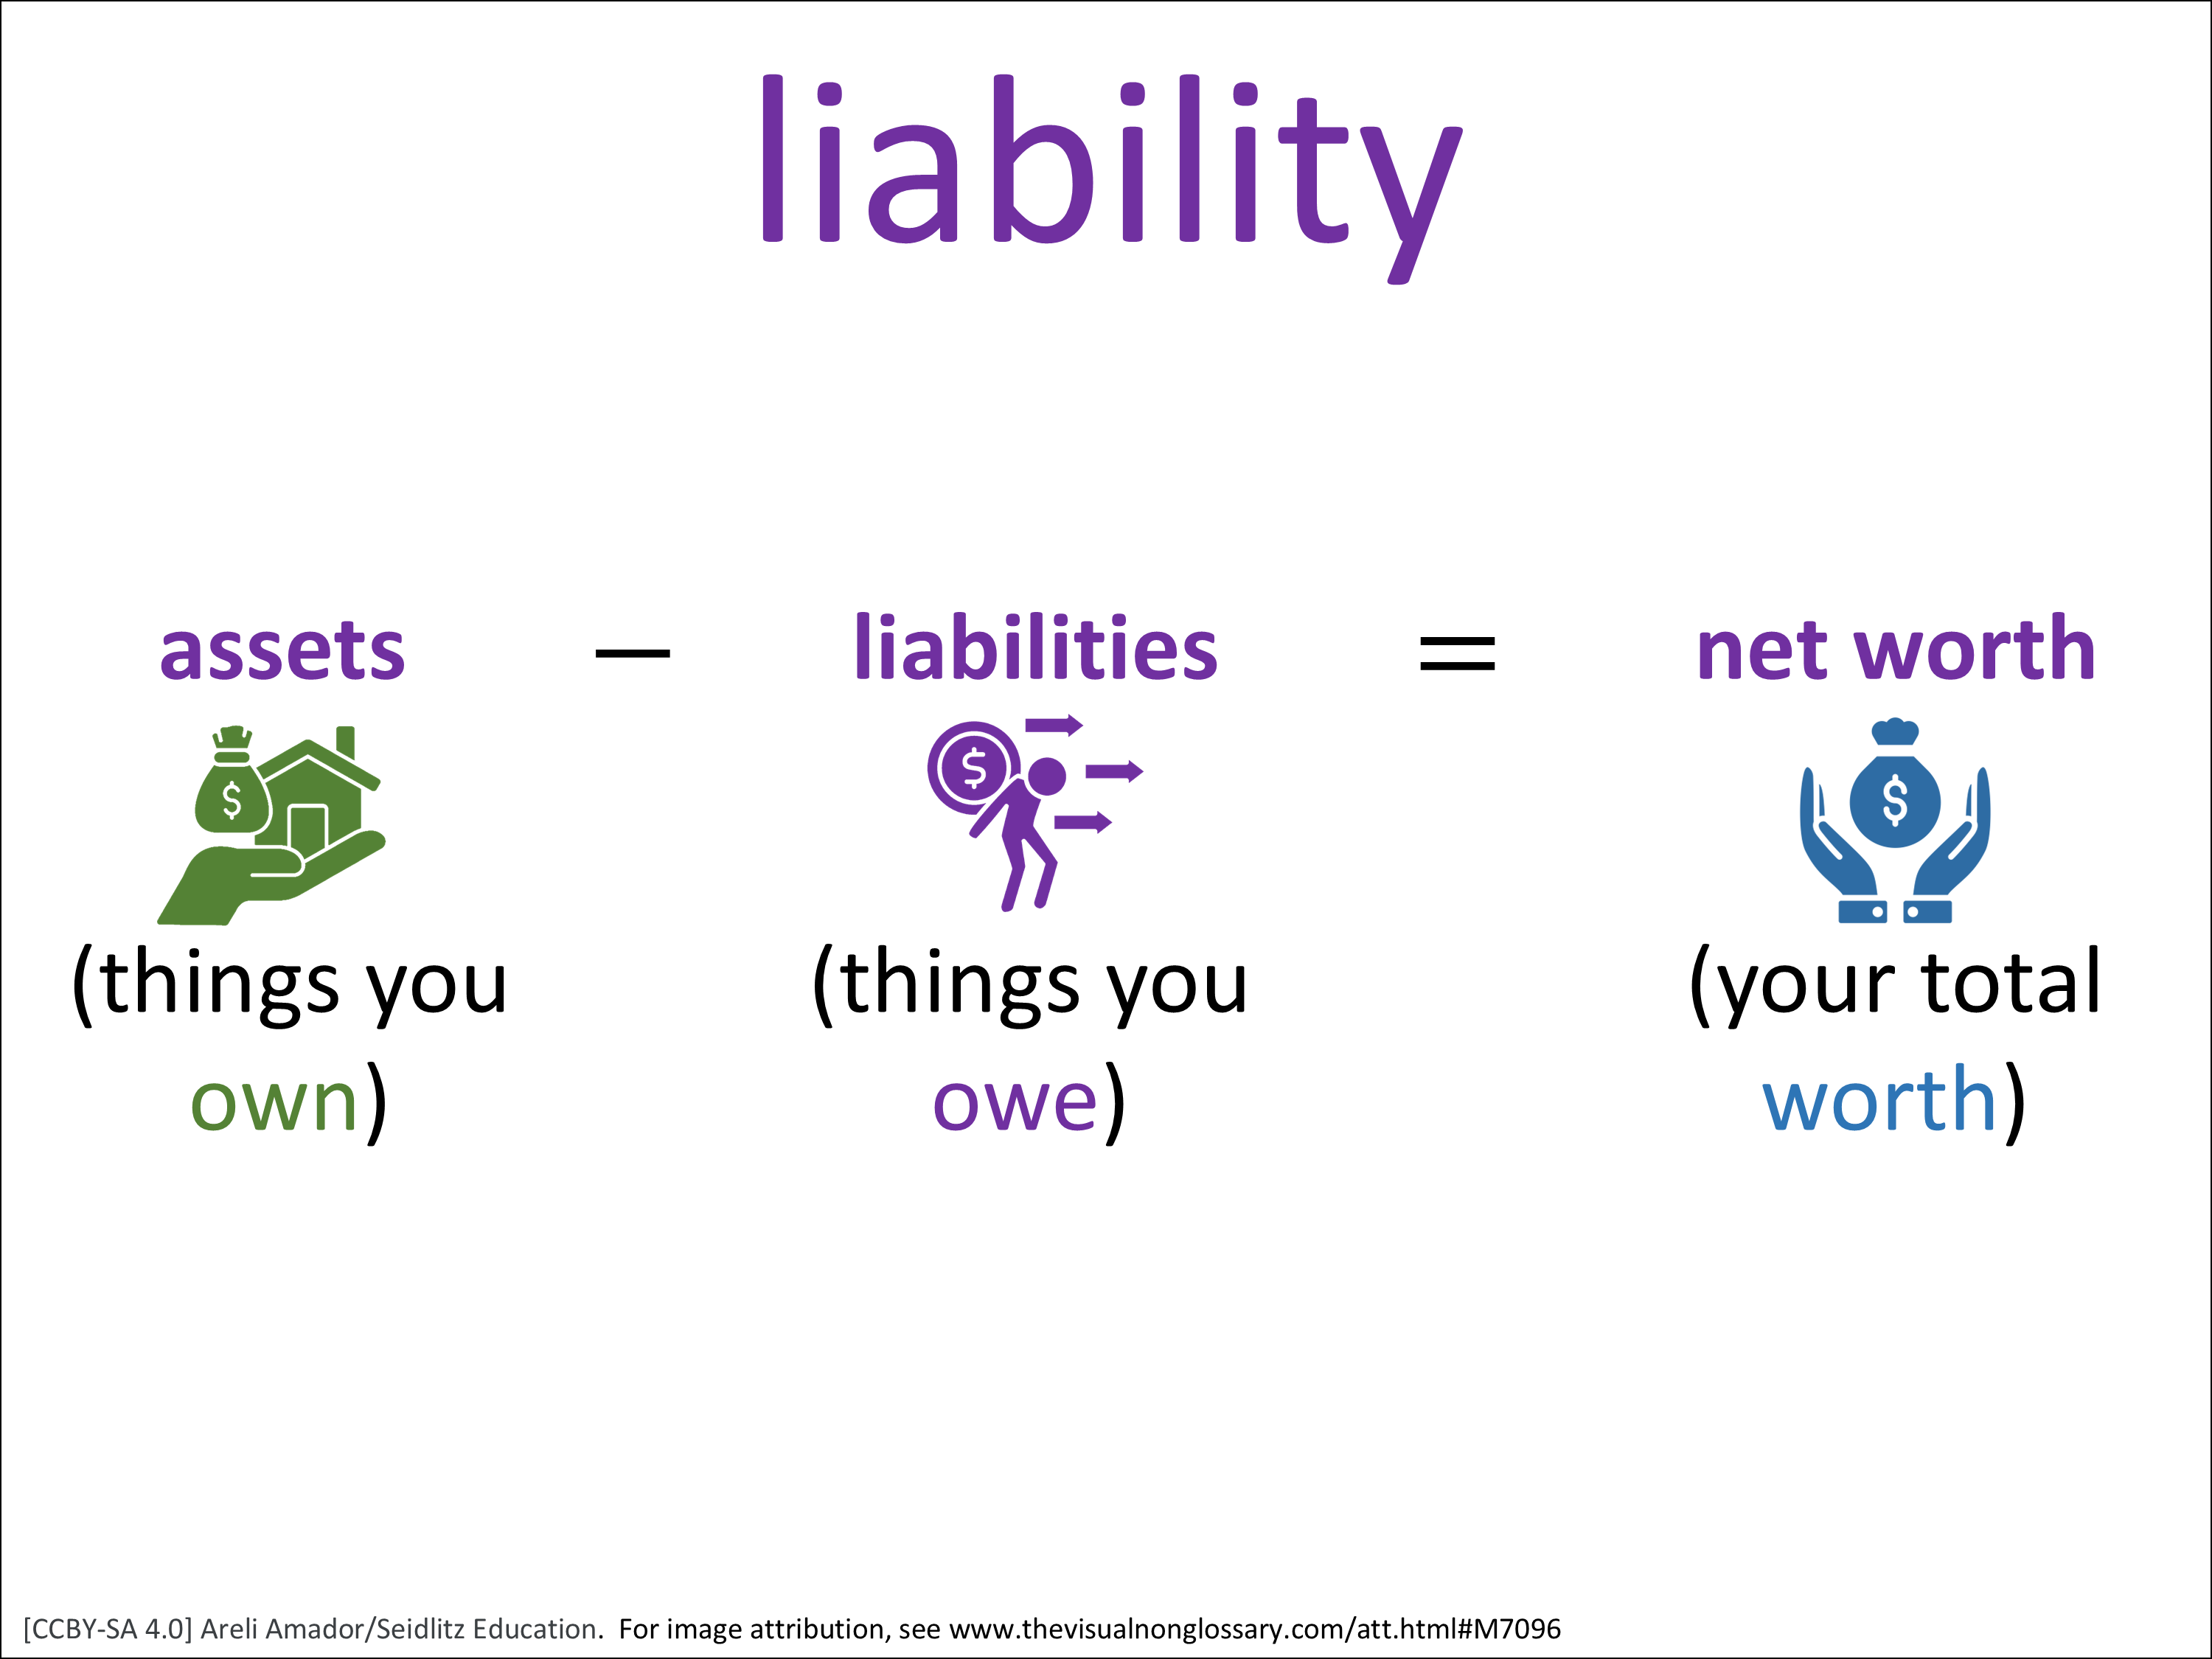 liability
assets — liabilities = net worth
$ $ $
(things you (things you (your total
own) owe) worth)
[CCBY-SA 4.0] Areli Amador/Seidlitz Education. For image attribution, see www.thevisualnonglossary.com/att.html#M7096